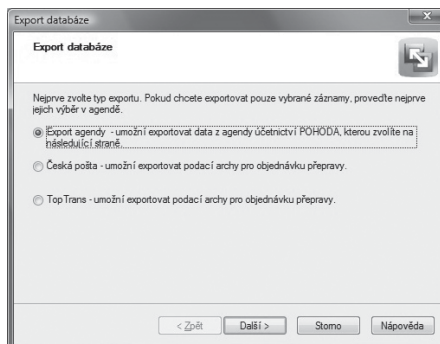 Export databáze
Export databáze
Nejprve zvolte typ exportu. Pokud chcete exportovat pouze vybrané záznamy, proveďte nejprve
jejich výběr v agendě.
Export agendy - umožní exportovat data z agendy účetnictví POHODA, kterou zvolíte na
následující straně.
Česká pošta - umožní exportovat podací archy pro objednávku přepravy.
TopTrans - umožní exportovat podací archy pro objednávku přepravy.
< Zpět
Další >
Storno
Nápověda